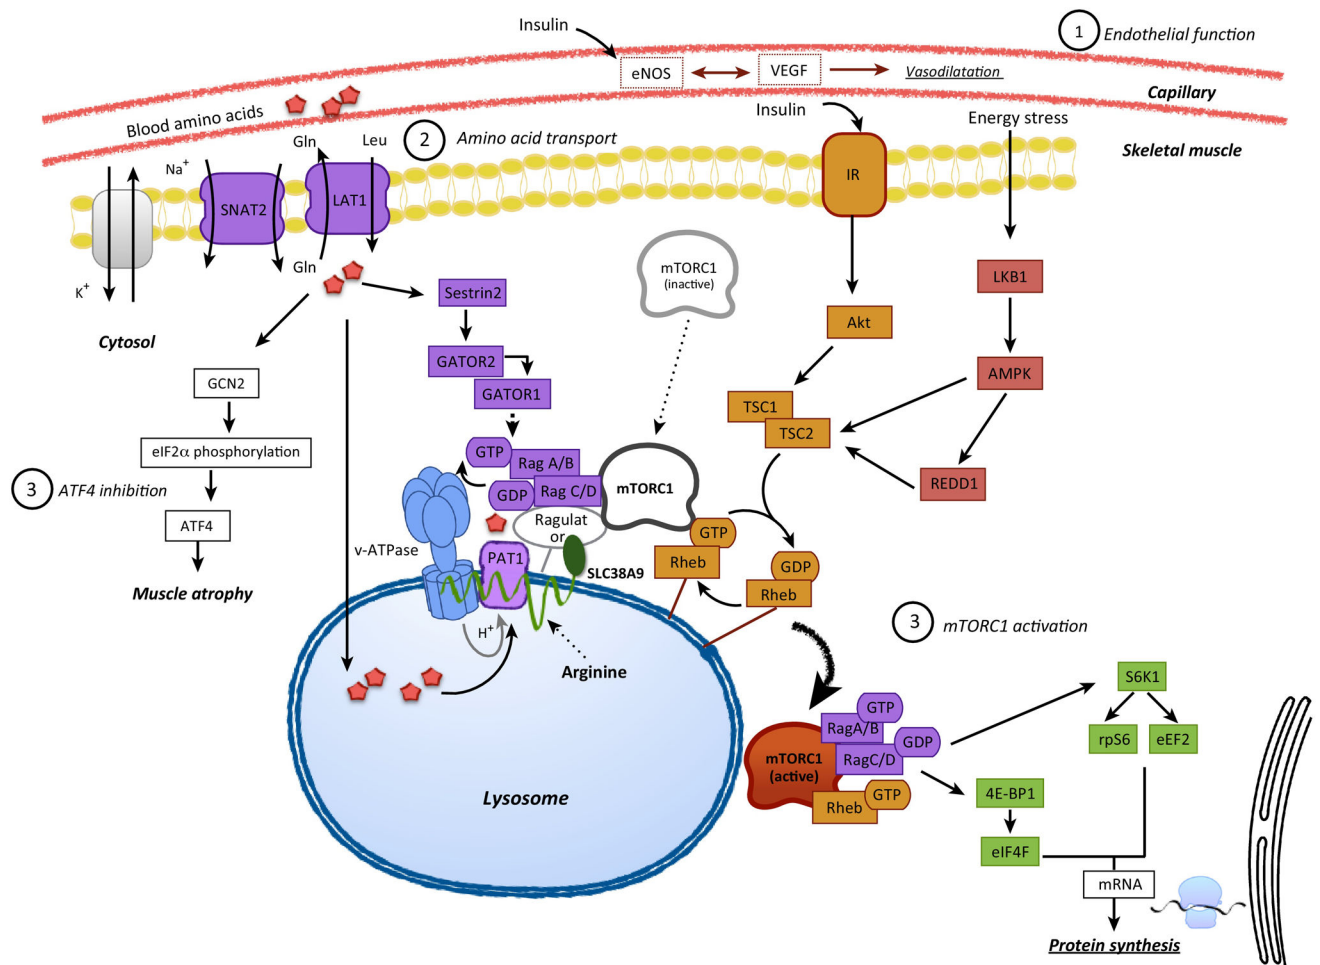 Insulin
1
Endothelial function
eNOS
VEGF
Vasodilatation
Capillary
Blood amino acids
Insulin
Energy stress
Skeletal muscle
2
Amino acid transport
Na+
Gln
Leu
SNAT2
LAT1
IR
Gln
K+
Cytosol
Sestrin2
mTORC1
(inactive)
LKB1
Akt
GATOR2
GATOR1
GCN2
AMPK
TSC1
TSC2
eIF2α phosphorylation
GTP
Rag A/B
GDP
Rag C/D
mTORC1
REDD1
3
ATF4 inhibition
ATF4
Ragulat
or
v-ATPase
PAT1
SLC38A9
GTP
Rheb
GDP
Rheb
Muscle atrophy
H+
Arginine
3
mTORC1 activation
S6K1
rpS6
eEF2
GTP
RagA/B
GDP
RagC/D
mTORC1
(active)
Rheb
GTP
Lysosome
4E-BP1
eIF4F
mRNA
Protein synthesis